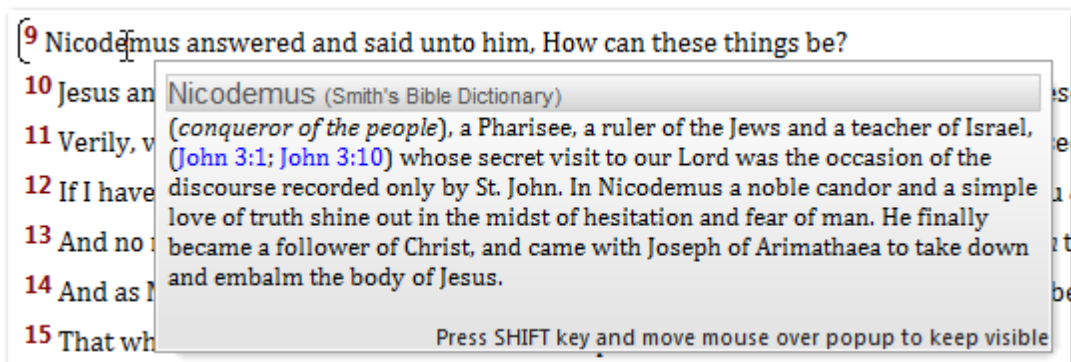 9 Nicodemus answered and said unto him, How can these things be?
10 Jesus an
Nicodemus (Smith's Bible Dictionary)
(conqueror of the people), a Pharisee, a ruler of the Jews and a teacher of Israel,
11 Verily, v
(John 3:1; John 3:10) whose secret visit to our Lord was the occasion of the
discourse recorded only by St. John. In Nicodemus a noble candor and a simple
12 If I have
love of truth shine out in the midst of hesitation and fear of man. He finally
13 And no
became a follower of Christ, and came with Joseph of Arimathaea to take down
and embalm the body of Jesus.
14 And as
15 That wh
Press SHIFT key and move mouse over popup to keep visible